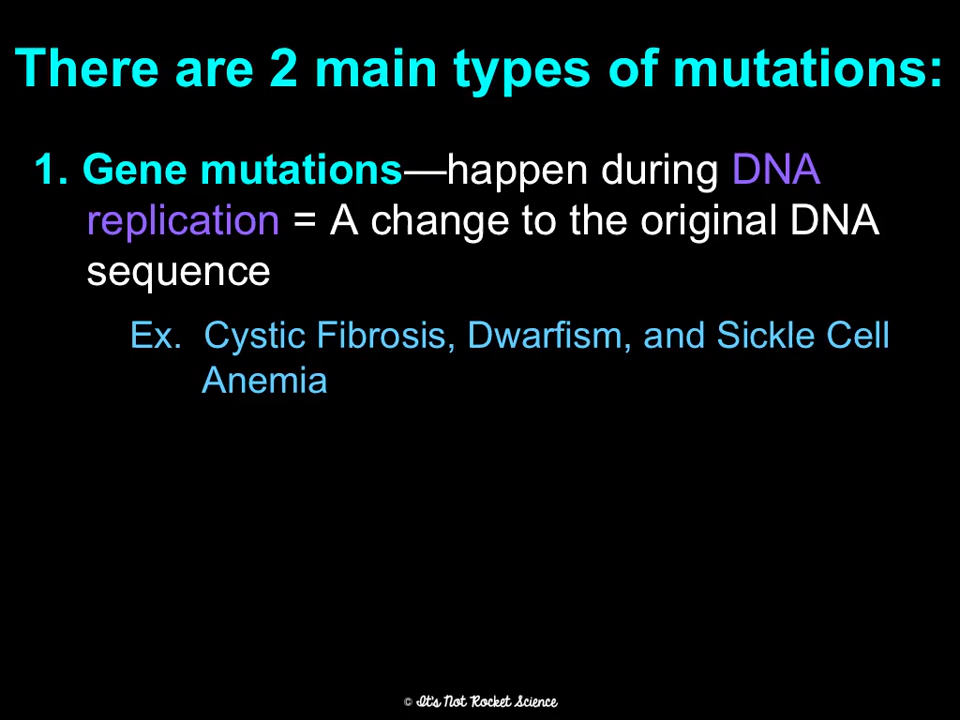 There are 2 main types of mutations:
1. Gene mutations—happen during DNA
replication = A change to the original DNA
sequence
Ex. Cystic Fibrosis, Dwarfism, and Sickle Cell
Anemia
© It's Not Rocket Science